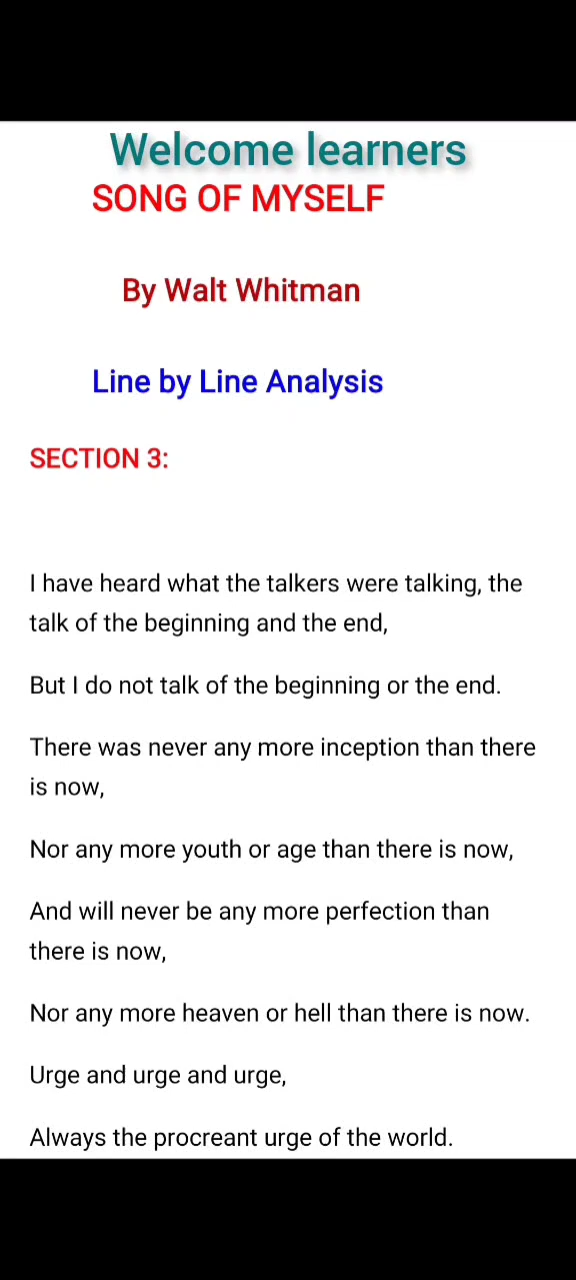 Welcome learners
SONG OF MYSELF
By Walt Whitman
Line by Line Analysis
SECTION 3:
I have heard what the talkers were talking, the
talk of the beginning and the end,
But I do not talk of the beginning or the end.
There was never any more inception than there
is now,
Nor any more youth or age than there is now,
And will never be any more perfection than
there is now,
Nor any more heaven or hell than there is now.
Urge and urge and urge,
Always the procreant urge of the world.